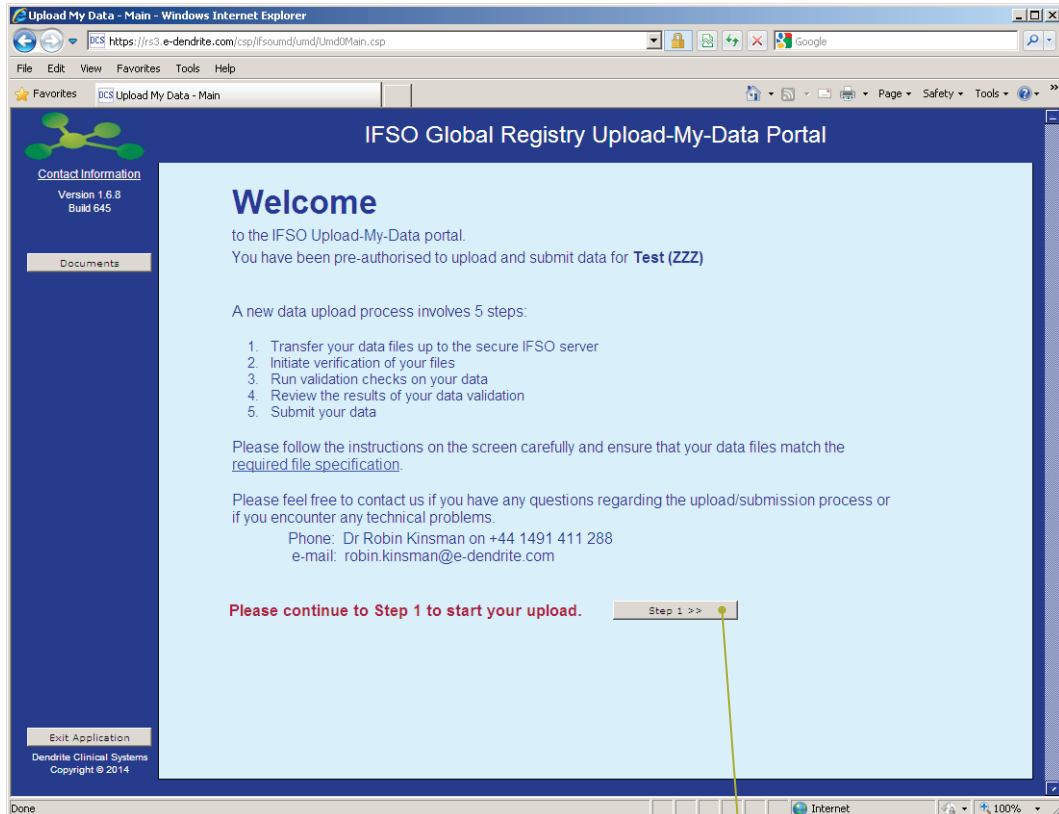 Upload My Data - Main - Windows Internet Explorer
DCS https://rs3.e-dendrite.com/csp/ifsoumd/umd/Umd0Main.csp
Google
File Edit View Favorites Tools Help
Favorites DCS Upload My Data - Main Page Safety Tools
IFSO Global Registry Upload-My-Data Portal
Contact Information
Version 1.6.8
Build 645
Documents
Welcome
to the IFSO Upload-My-Data portal.
You have been pre-authorised to upload and submit data for Test (ZZZ)
A new data upload process involves 5 steps:
1. Transfer your data files up to the secure IFSO server
2. Initiate verification of your files
3. Run validation checks on your data
4. Review the results of your data validation
5. Submit your data
Please follow the instructions on the screen carefully and ensure that your data files match the
required file specification.
Please feel free to contact us if you have any questions regarding the upload/submission process or
if you encounter any technical problems.
Phone: Dr Robin Kinsman on +44 1491 411 288
e-mail: robin.kinsman@e-dendrite.com
Please continue to Step 1 to start your upload. Step 1 >>
Exit Application
Dendrite Clinical Systems
Copyright © 2014
Done Internet 100%